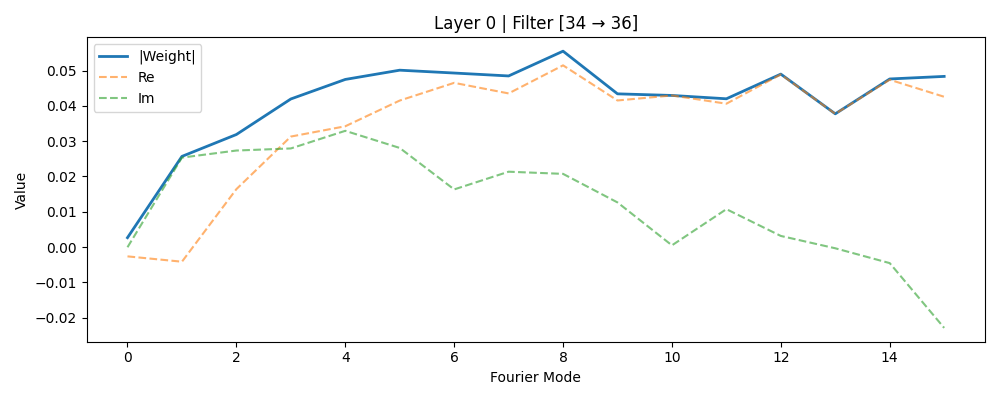 Layer 0 | Filter [34 → 36]
|Weight|
Re
Im
Value
0.05
0.04
0.03
0.02
0.01
0.00
−0.01
−0.02
0 2 4 6 8 10 12 14
Fourier Mode